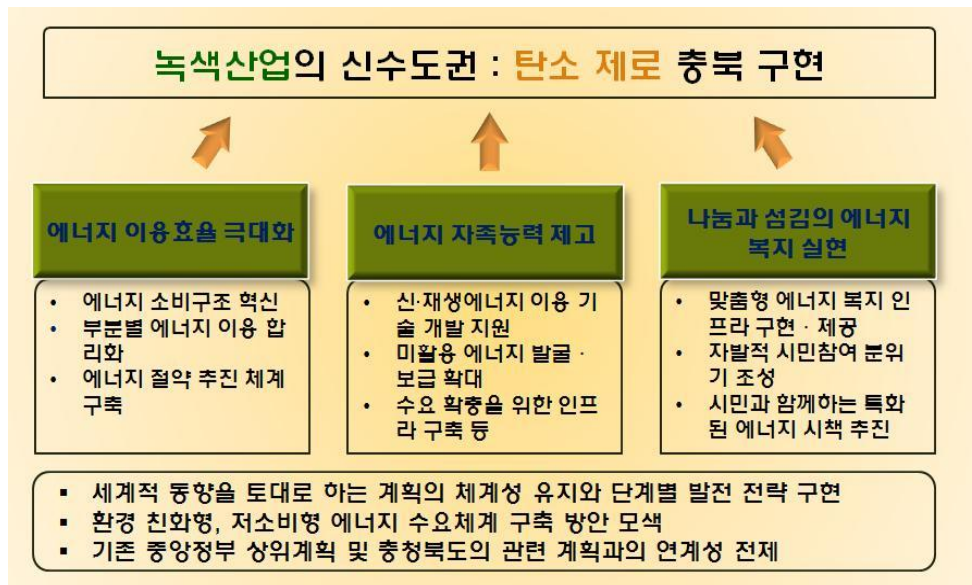 녹색산업의 신수도권 : 탄소 제로 충북 구현
에너지 이용효율 극대화
• 에너지 소비구조 혁신
• 부분별 에너지 이용 합
리화
• 에너지 절약 추진 체계
구축
에너지 자족능력 제고
• 신·재생에너지 이용 기
술 개발 지원
• 미활용 에너지 발굴·
보급 확대
• 수요 확충을 위한 인프
라 구축 등
나눔과 섬김의 에너지
복지 실현
• 맞춤형 에너지 복지 인
프라 구현·제공
• 자발적 시민참여 분위
기 조성
• 시민과 함께하는 특화
된 에너지 시책 추진
▪ 세계적 동향을 토대로 하는 계획의 체계성 유지와 단계별 발전 전략 구현
▪ 환경 친화형, 저소비형 에너지 수요체계 구축 방안 모색
▪ 기존 중앙정부 상위계획 및 충청북도의 관련 계획과의 연계성 전제